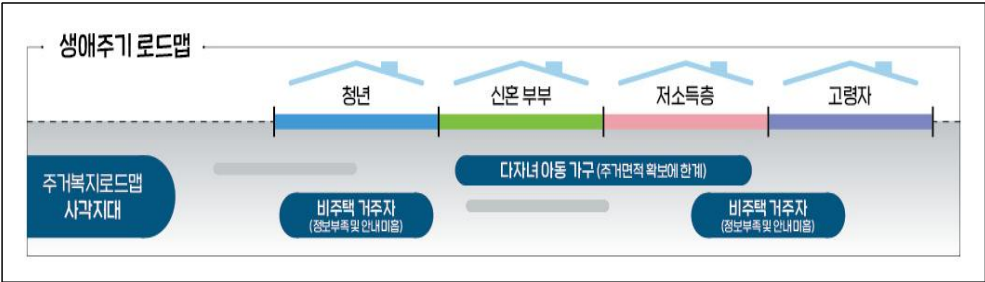 생애주기 로드맵
청년
신혼 부부
저소득층
고령자
주거복지로드맵
사각지대
다자녀 아동 가구 (주거면적 확보에 한계)
비주택 거주자
(정보부족 및 안내 미흡)
비주택 거주자
(정보부족 및 안내 미흡)